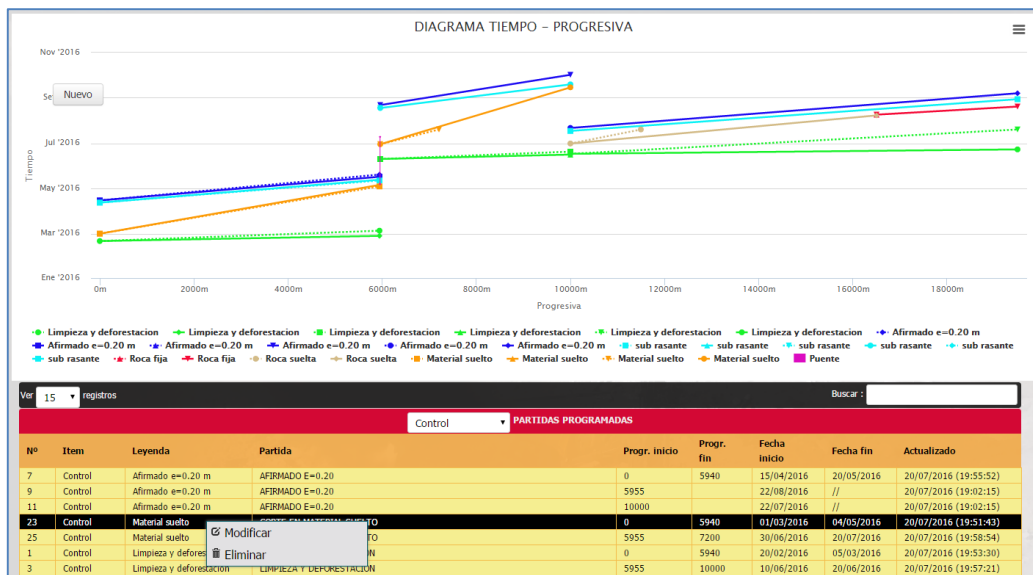 DIAGRAMA TIEMPO – PROGRESIVA
Nov '2016
Nuevo
Jul '2016
Tiempo
May '2016
Mar '2016
Ene '2016
0m 2000m 4000m 6000m 8000m 10000m 12000m 14000m 16000m 18000m
Progresiva
Limpieza y deforestacion Limpieza y deforestacion Limpieza y deforestacion Limpieza y deforestacion Limpieza y deforestacion Limpieza y deforestacion Afirmado e=0.20 m
Afirmado e=0.20 m Afirmado e=0.20 m Afirmado e=0.20 m Afirmado e=0.20 m Afirmado e=0.20 m sub rasante sub rasante sub rasante sub rasante sub rasante
sub rasante Roca fija Roca fija Roca suelta Roca suelta Material suelto Material suelto Material suelto Material suelto Puente
Ver 15 registros Buscar :
Control PARTIDAS PROGRAMADAS
Nº Item Leyenda Partida Progr. inicio Progr. fin Fecha inicio Fecha fin Actualizado
7 Control Afirmado e=0.20 m AFIRMADO E=0.20 0 5940 15/04/2016 20/05/2016 20/07/2016 (19:55:52)
9 Control Afirmado e=0.20 m AFIRMADO E=0.20 5955 22/08/2016 // 20/07/2016 (19:02:15)
11 Control Afirmado e=0.20 m AFIRMADO E=0.20 10000 22/07/2016 // 20/07/2016 (19:02:15)
23 Control Material suelto CORTE EN MATERIAL SUELTO 0 5940 01/03/2016 04/05/2016 20/07/2016 (19:51:43)
Modificar
25 Control Material suelto TO 5955 7200 30/06/2016 20/07/2016 20/07/2016 (19:58:54)
Eliminar
1 Control Limpieza y defores ON 0 5940 20/02/2016 05/03/2016 20/07/2016 (19:53:30)
3 Control Limpieza y deforestacion LIMPIEZA Y DEFORESTACION 5955 10000 10/06/2016 20/06/2016 20/07/2016 (19:57:21)